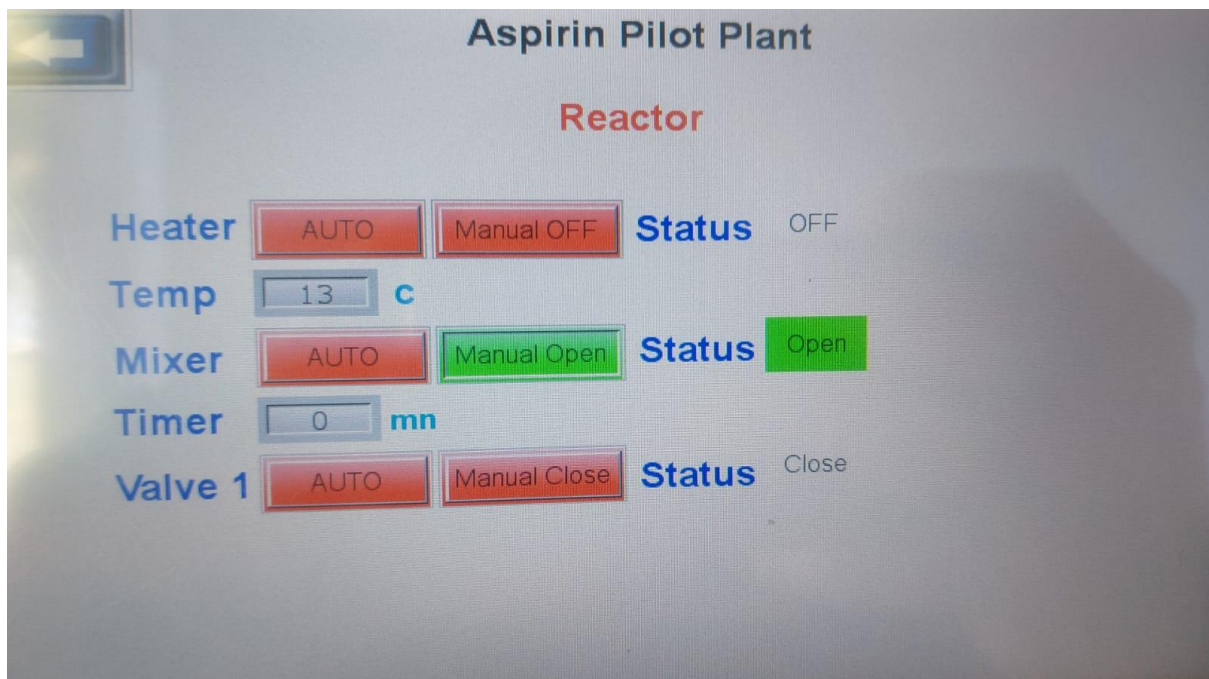 Aspirin Pilot Plant
Reactor
Heater AUTO Manual OFF Status OFF
Temp 13 C
Mixer AUTO Manual Open Status Open
Timer 0 mn
Valve 1 AUTO Manual Close Status Close